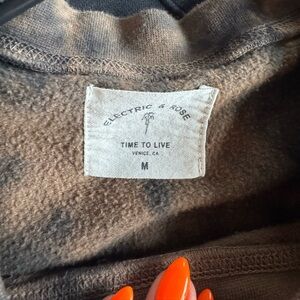 ELECTRIC & ROSE
TIME TO LIVE
VENICE, CA
M